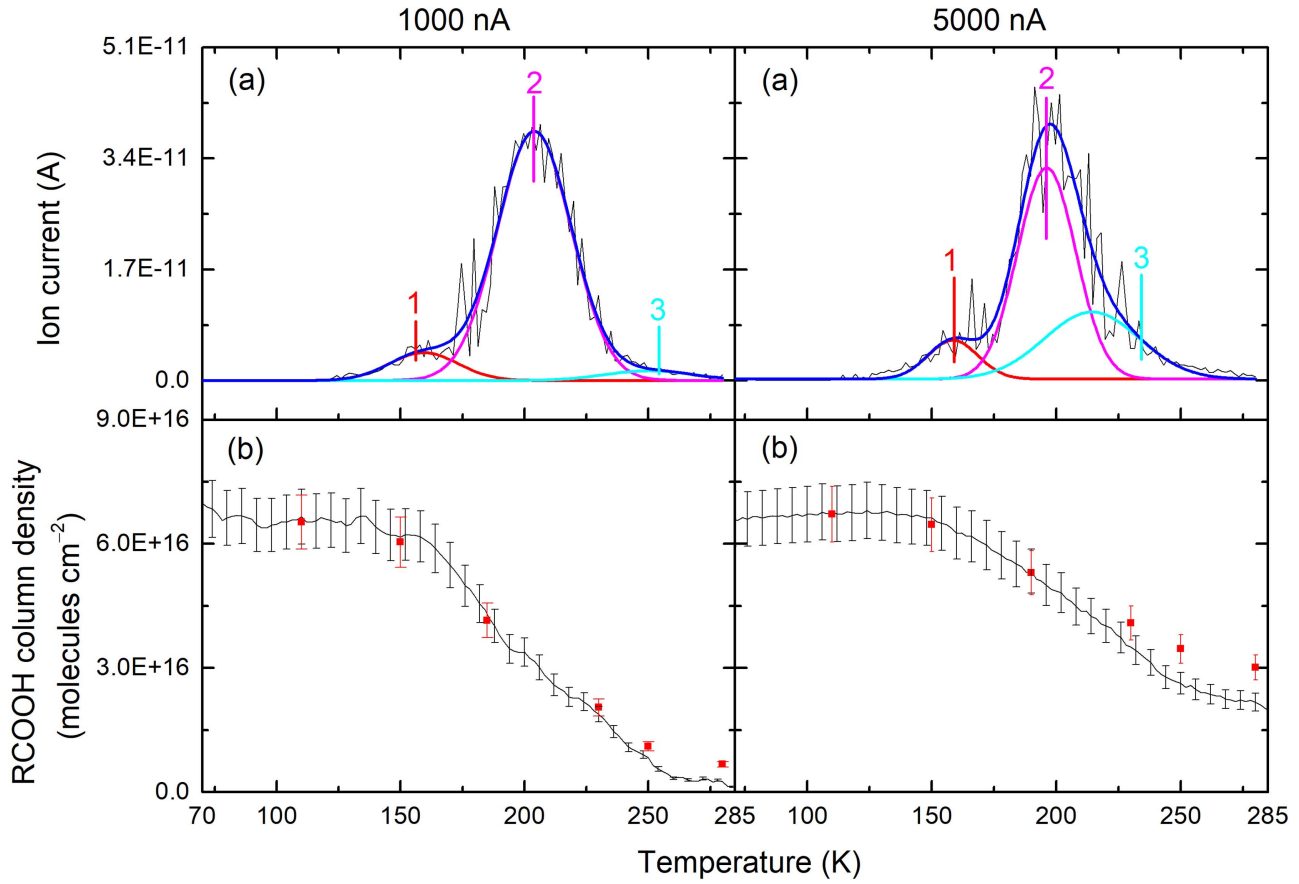 1000 nA 5000 nA
5.1E-11
(a) (a)
2 2
3.4E-11
Ion current (A)
1.7E-11
1 3 1 3
0.0
9.0E+16
(b) (b)
RCOOH column density
(molecules cm⁻²)
6.0E+16
3.0E+16
0.0
70 100 150 200 250 285 100 150 200 250 285
Temperature (K)